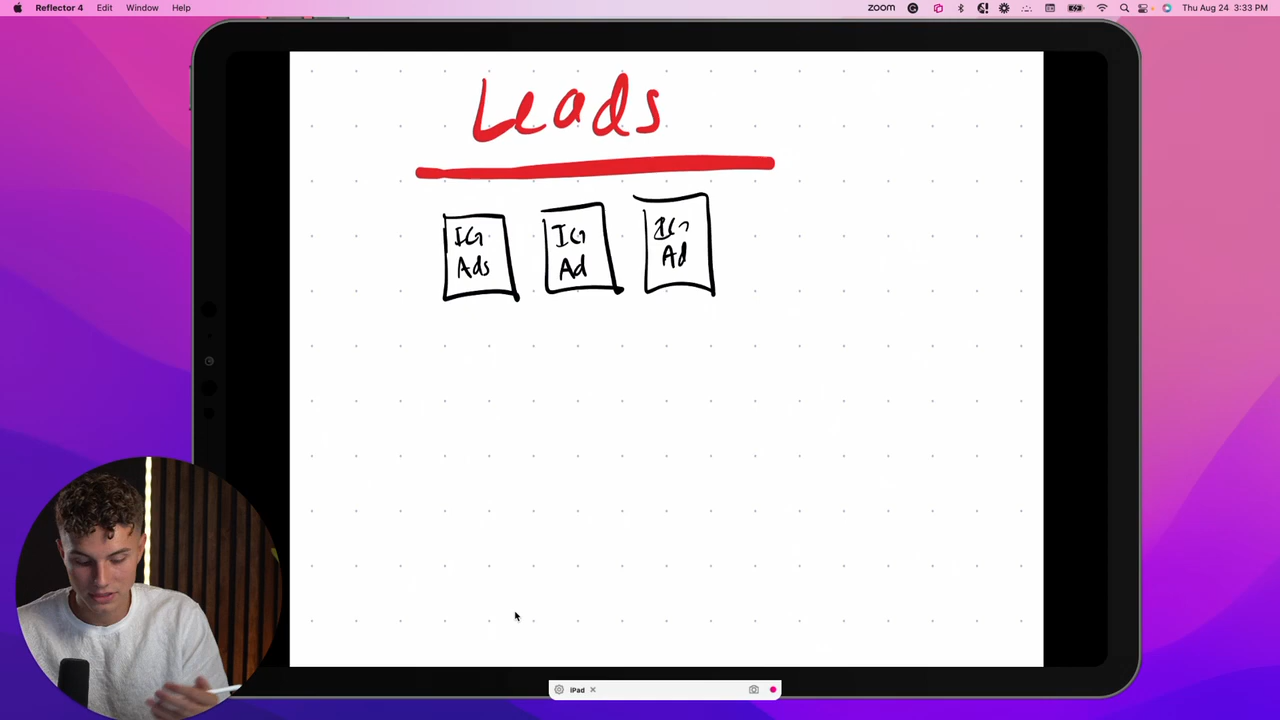 Reflector 4 Edit Window Help zoom Thu Aug 24 3:33 PM
Leads
IG Ads
IG Ad
IG Ad
iPad